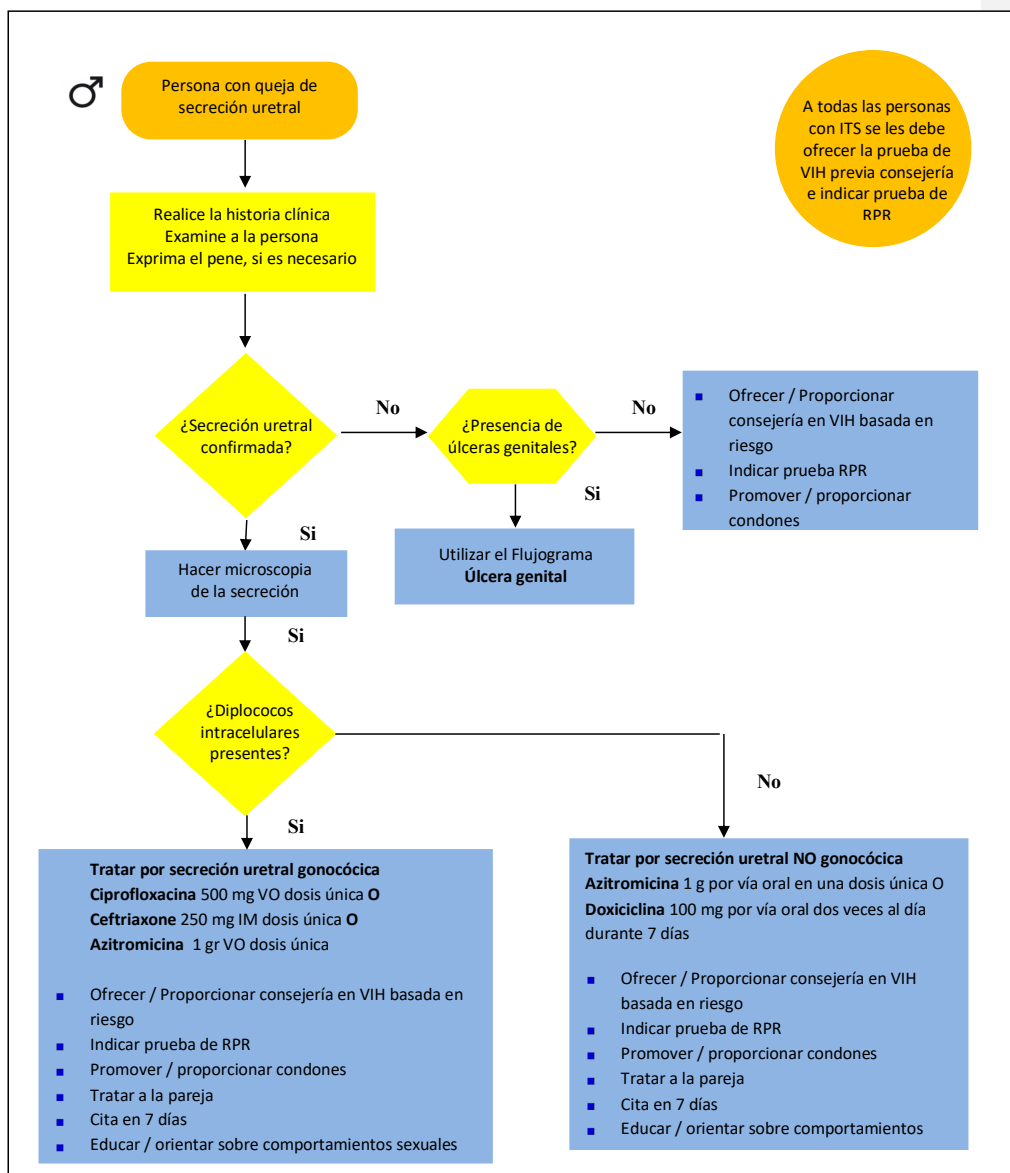 Persona con queja de
secreción uretral
A todas las personas
con ITS se les debe
ofrecer la prueba de
VIH previa consejería
e indicar prueba de
RPR
Realice la historia clínica
Examine a la persona
Exprima el pene, si es necesario
¿Secreción uretral
confirmada?
No
¿Presencia de
úlceras genitales?
No
■ Ofrecer / Proporcionar
consejería en VIH basada en
riesgo
■ Indicar prueba RPR
■ Promover / proporcionar
condones
Si
Utilizar el Flujograma
Úlcera genital
Si
Hacer microscopia
de la secreción
Si
¿Diplococos
intracelulares
presentes?
No
Si
Tratar por secreción uretral gonocócica
Ciprofloxacina 500 mg VO dosis única O
Ceftriaxone 250 mg IM dosis única O
Azitromicina 1 gr VO dosis única
■ Ofrecer / Proporcionar consejería en VIH basada en
riesgo
■ Indicar prueba de RPR
■ Promover / proporcionar condones
■ Tratar a la pareja
■ Cita en 7 días
■ Educar / orientar sobre comportamientos sexuales
Tratar por secreción uretral NO gonocócica
Azitromicina 1 g por vía oral en una dosis única O
Doxiciclina 100 mg por vía oral dos veces al día
durante 7 días
■ Ofrecer / Proporcionar consejería en VIH
basada en riesgo
■ Indicar prueba de RPR
■ Promover / proporcionar condones
■ Tratar a la pareja
■ Cita en 7 días
■ Educar / orientar sobre comportamientos